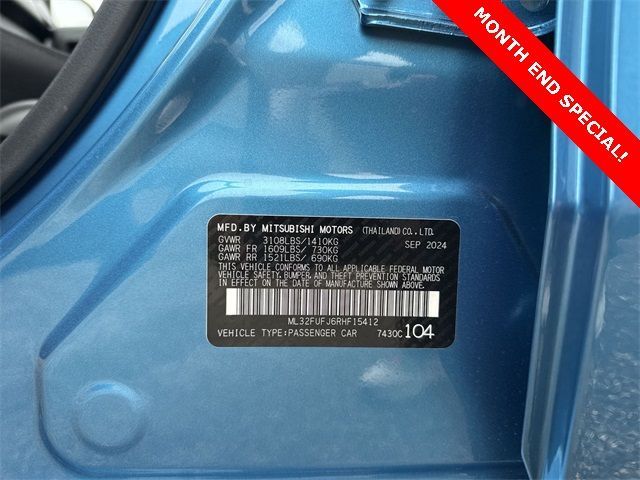 MONTH END SPECIAL!
MFD.BY MITSUBISHI MOTORS (THAILAND)CO.,LTD.
GVWR 3108LBS/1410KG SEP 2024
GAWR FR 1609LBS/ 730KG
GAWR RR 1521LBS/ 690KG
THIS VEHICLE CONFORMS TO ALL APPLICABLE FEDERAL MOTOR
VEHICLE SAFETY, BUMPER, AND THEFT PREVENTION STANDARDS
IN EFFECT ON THE DATE OF MANUFACTURE SHOWN ABOVE.
ML32FUFJ6RHF15412
VEHICLE TYPE:PASSENGER CAR 7430C 104